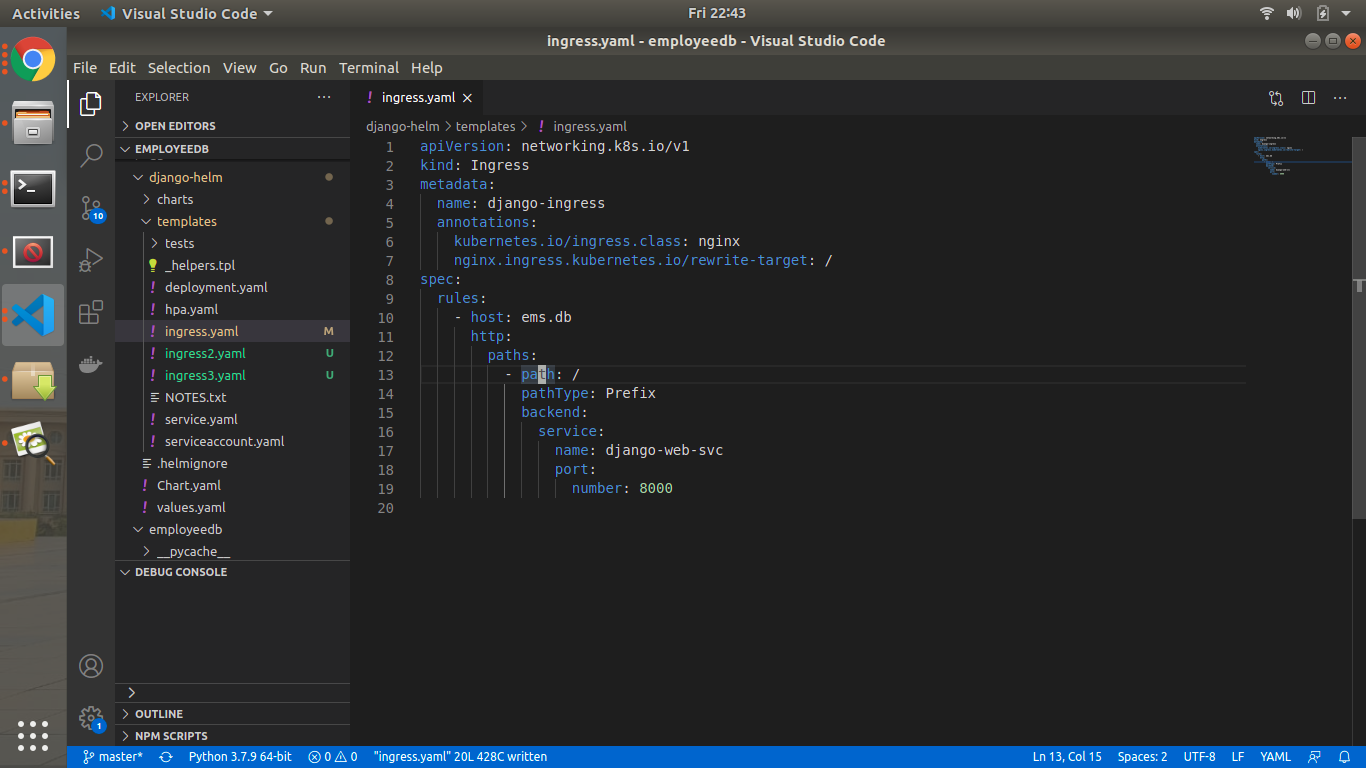 Activities
Visual Studio Code
Fri 22:43
ingress.yaml - employeedb - Visual Studio Code
File Edit Selection View Go Run Terminal Help
EXPLORER
OPEN EDITORS
EMPLOYEEDB
django-helm
charts
templates
tests
_helpers.tpl
deployment.yaml
hpa.yaml
ingress.yaml M
ingress2.yaml U
ingress3.yaml U
NOTES.txt
service.yaml
serviceaccount.yaml
.helmignore
Chart.yaml
values.yaml
employeedb
__pycache__
DEBUG CONSOLE
OUTLINE
NPM SCRIPTS
10
1
ingress.yaml
django-helm > templates > ingress.yaml
1 apiVersion: networking.k8s.io/v1
2 kind: Ingress
3 metadata:
4 name: django-ingress
5 annotations:
6 kubernetes.io/ingress.class: nginx
7 nginx.ingress.kubernetes.io/rewrite-target: /
8 spec:
9 rules:
10 - host: ems.db
11 http:
12 paths:
13 - path: /
14 pathType: Prefix
15 backend:
16 service:
17 name: django-web-svc
18 port:
19 number: 8000
20
master*
Python 3.7.9 64-bit
0 0
"ingress.yaml" 20L 428C written
Ln 13, Col 15
Spaces: 2
UTF-8
LF
YAML